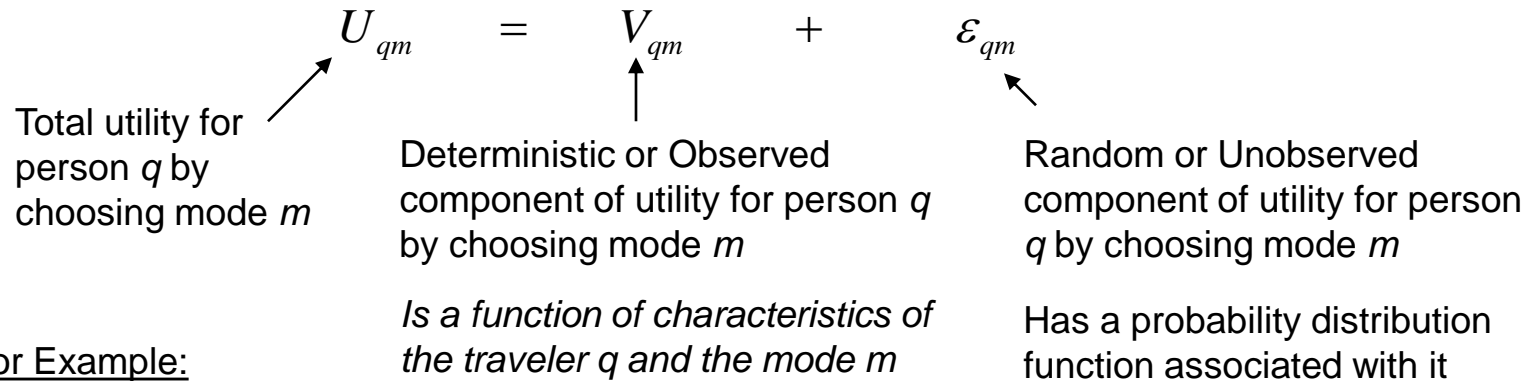 U_qm = V_qm + ε_qm
Total utility for
person q by
choosing mode m
Deterministic or Observed
component of utility for person q
by choosing mode m
Is a function of characteristics of
the traveler q and the mode m
Random or Unobserved
component of utility for person
q by choosing mode m
Has a probability distribution
function associated with it
or Example: